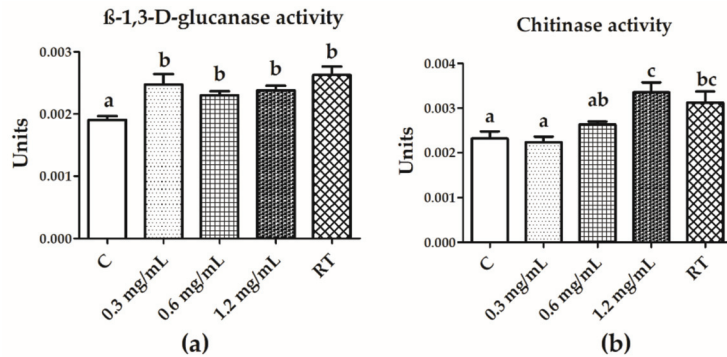 ß-1,3-D-glucanase activity
Units
0.003
0.002
0.001
0.000
a
b
b
b
b
C
0.3 mg/mL
0.6 mg/mL
1.2 mg/mL
RT
(a)
Chitinase activity
Units
0.004
0.003
0.002
0.001
0.000
a
a
ab
c
bc
C
0.3 mg/mL
0.6 mg/mL
1.2 mg/mL
RT
(b)